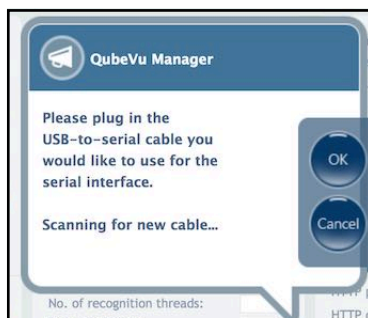 QubeVu Manager
Please plug in the
USB-to-serial cable you
would like to use for the
serial interface.
Scanning for new cable...
OK
Cancel
No. of recognition threads:
HTTP
HTTP